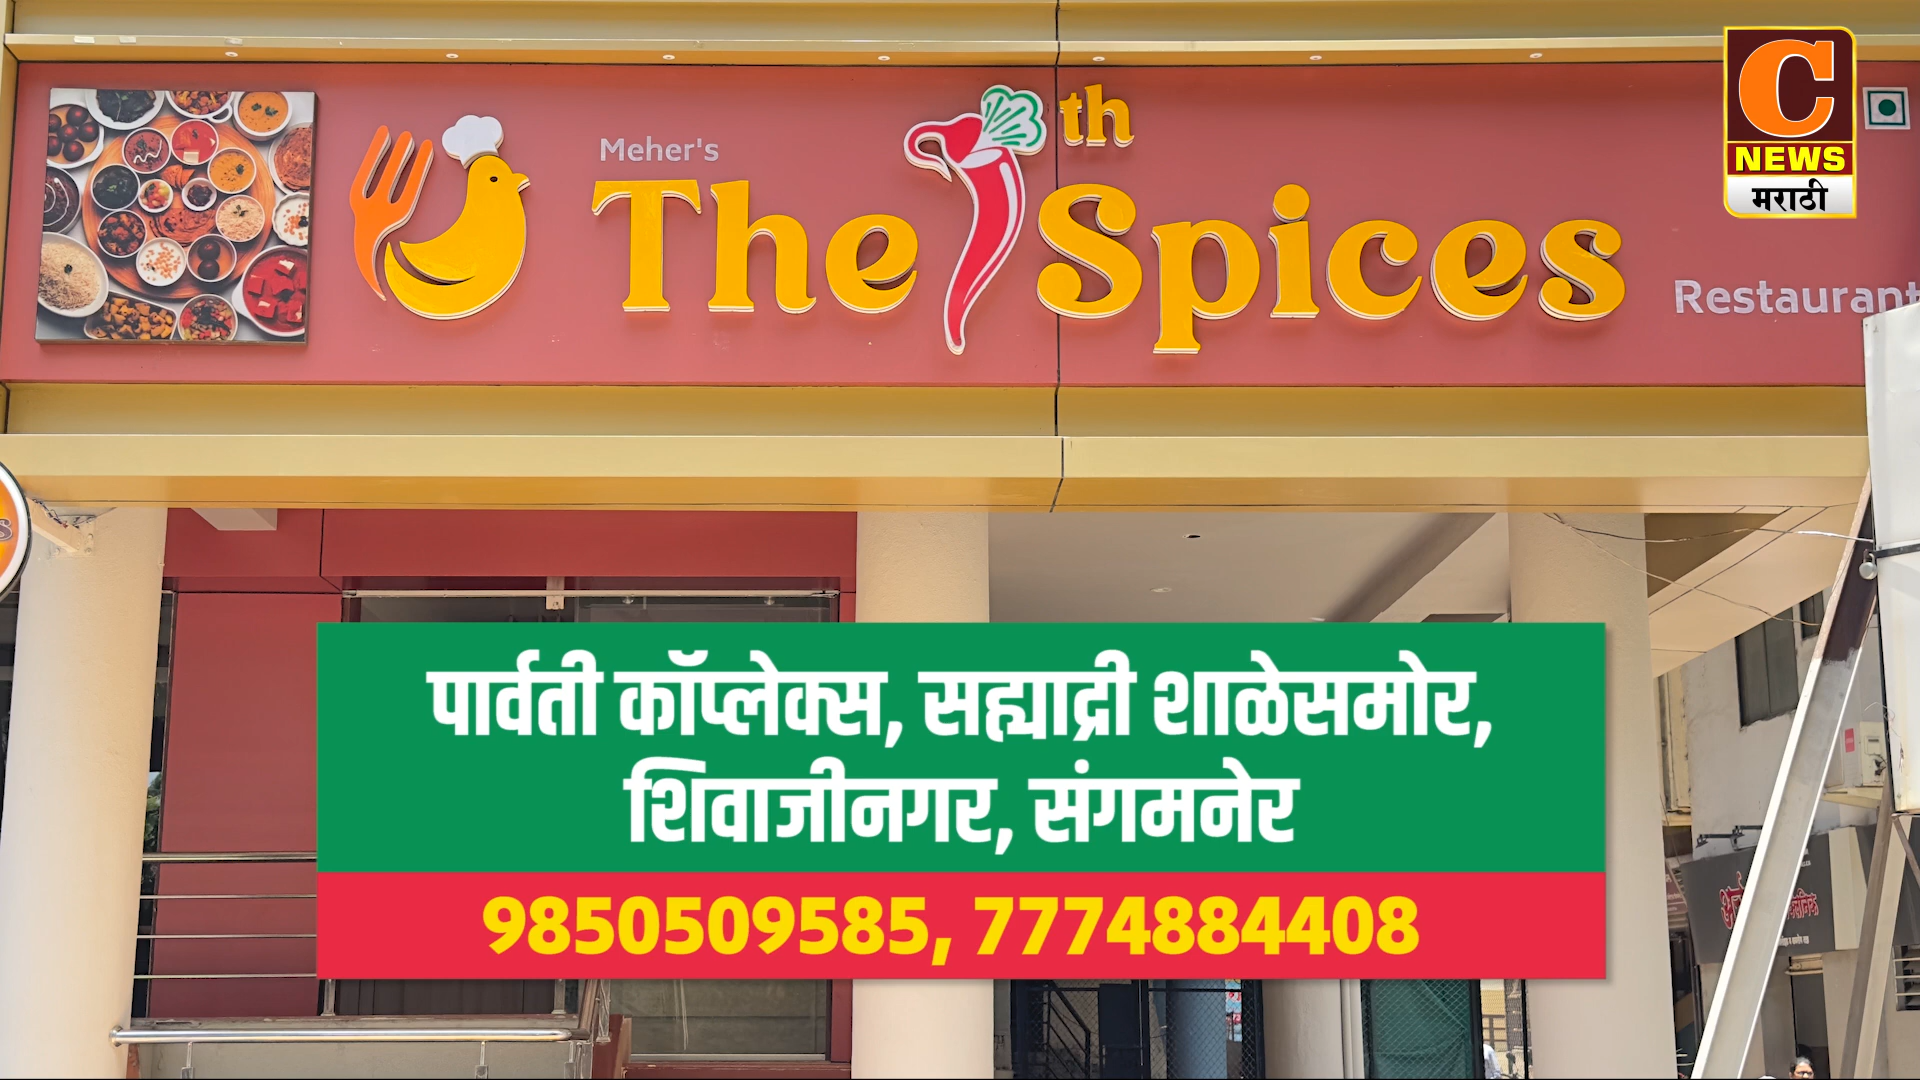 Meher's
The 7th Spices
Restaurant
C
NEWS
मराठी
पार्वती कॉप्लेक्स, सह्याद्री शाळेसमोर,
शिवाजीनगर, संगमनेर
9850509585, 7774884408